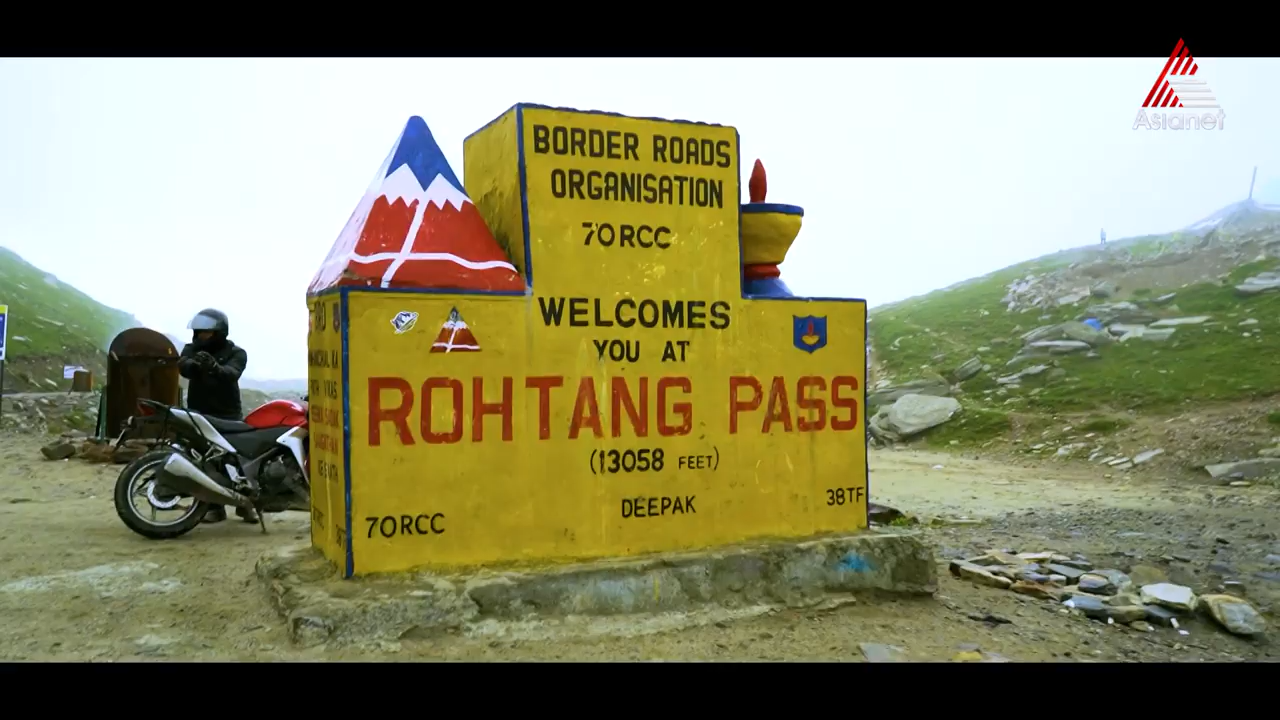 Asianet
BORDER ROADS
ORGANISATION
70RCC
WELCOMES
YOU AT
ROHTANG PASS
(13058 FEET)
DEEPAK
38TF
70RCC